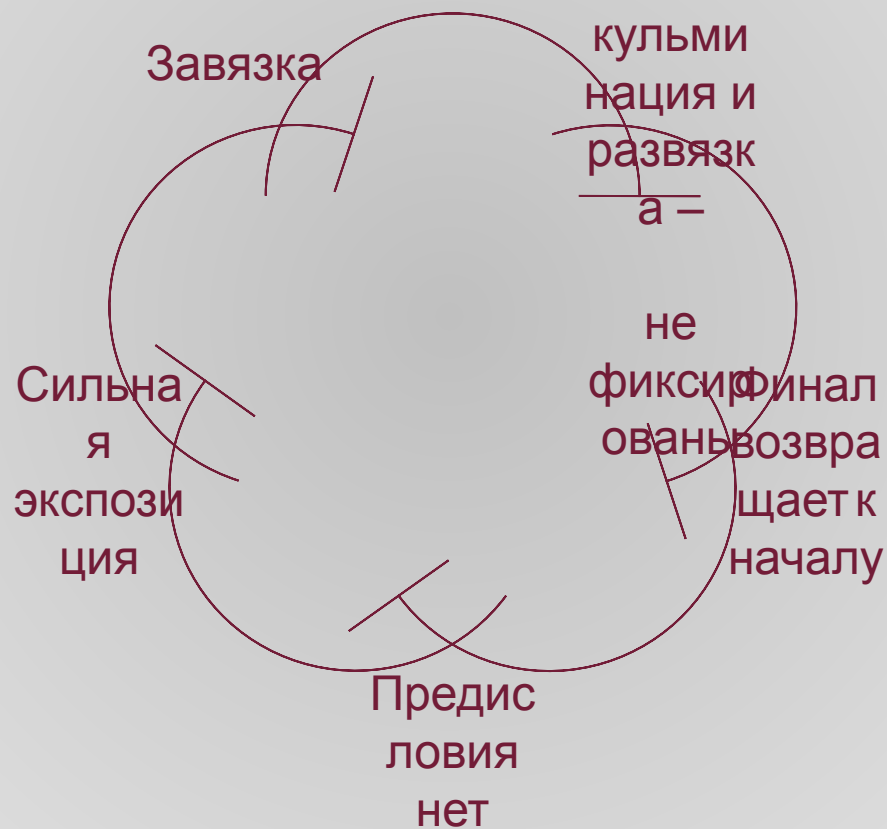 Завязка
кульми
нация и
развязк
а –
не
фиксир
ованы
Финал
возвра
щает к
началу
Сильна
я
экспози
ция
Предис
ловия
нет